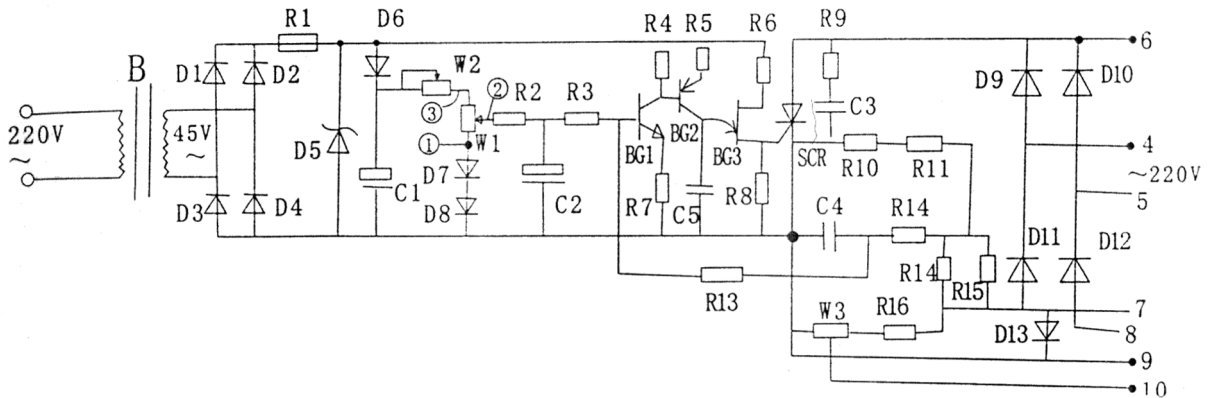 R1
D6
R4
R5
R6
R9
6
B
D1
D2
W2
D9
D10
③
②
R2
R3
C3
220V
~
45V
~
D5
①
W1
BG1
BG2
BG3
SCR
R10
R11
4
~220V
5
D7
D3
D4
C1
D8
C2
R7
C5
R8
C4
R14
D11
D12
R13
R14
R15
W3
R16
D13
7
8
9
10